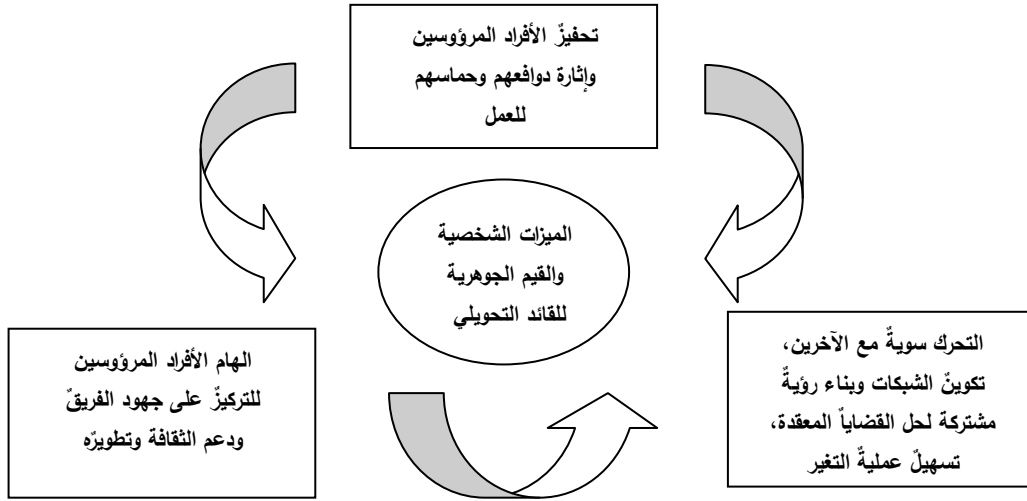 تحفيزٌ الأفراد المرؤوسين
وإثارة دوافعهم وحماسهم
للعمل
الميزات الشخصية
والقيم الجوهرية
للقائد التحويلي
التحرك سويةٌ مع الآخرين،
تكوينٌ الشبكات وبناء رؤيةٌ
مشتركة لحل القضاياٌ المعقدة،
تسهيلٌ عمليةٌ التغير
الهام الأفراد المرؤوسين
للتركيزٌ على جهود الفريقٌ
ودعم الثقافة وتطويرٌه